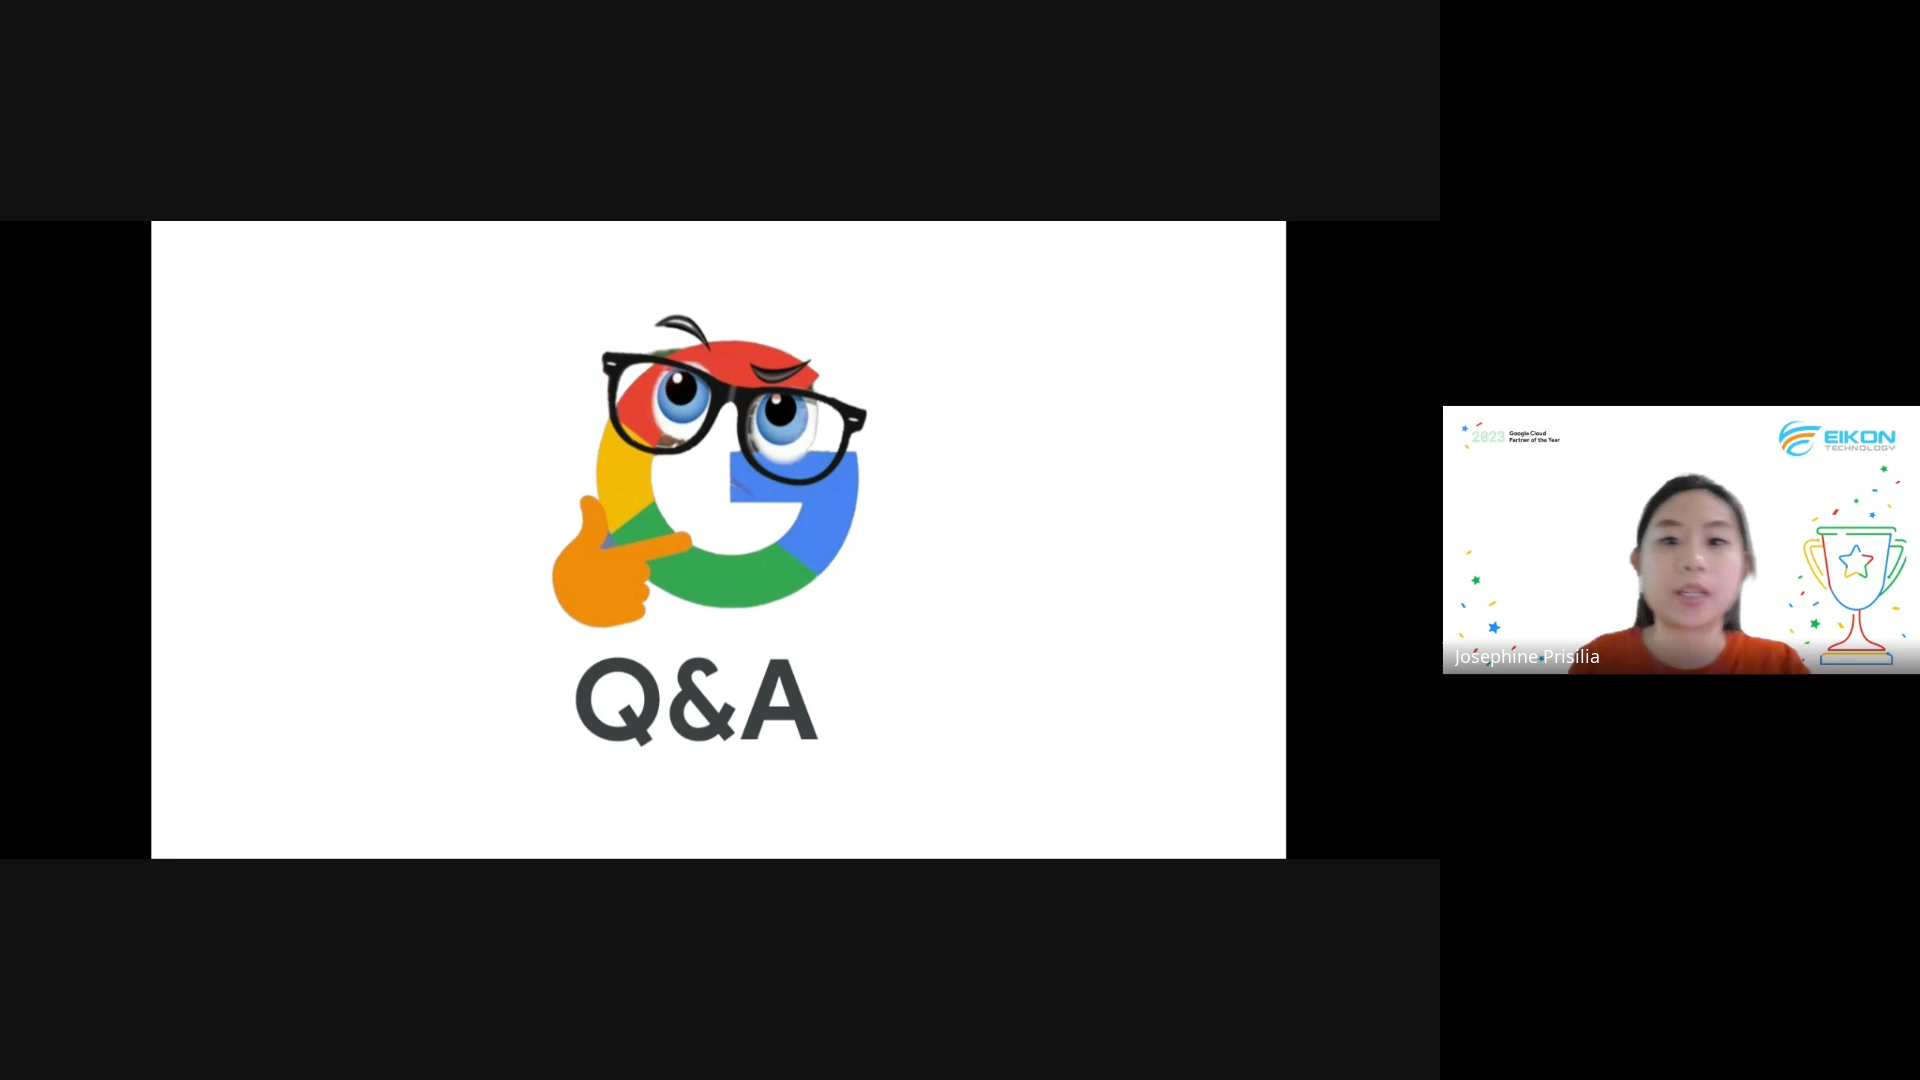 Q&A
2023 Google Cloud
Partner of the Year
EIKON
TECHNOLOGY
Josephine Prisilia